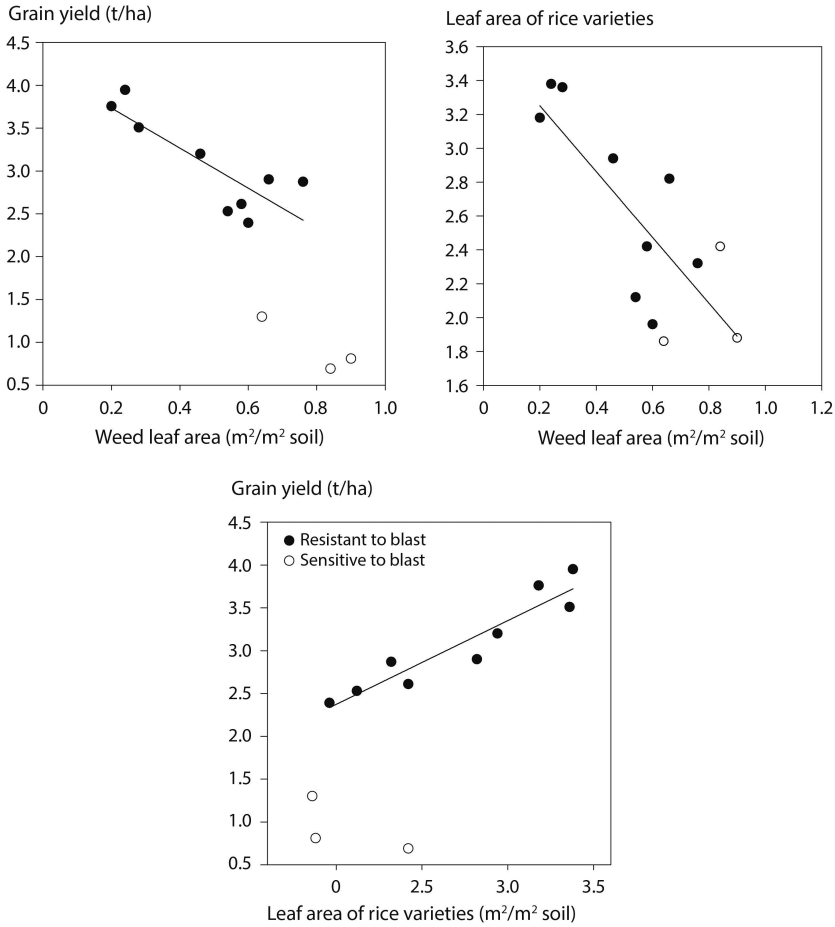 Grain yield (t/ha)
4.5
4.0
3.5
3.0
2.5
2.0
1.5
1.0
0.5
0 0.2 0.4 0.6 0.8 1.0
Weed leaf area (m²/m² soil)
Leaf area of rice varieties
3.6
3.4
3.2
3.0
2.8
2.6
2.4
2.2
2.0
1.8
1.6
0 0.2 0.4 0.6 0.8 1.0 1.2
Weed leaf area (m²/m² soil)
Grain yield (t/ha)
4.5
4.0
3.5
3.0
2.5
2.0
1.5
1.0
0.5
Resistant to blast
Sensitive to blast
0 2.5 3.0 3.5
Leaf area of rice varieties (m²/m² soil)